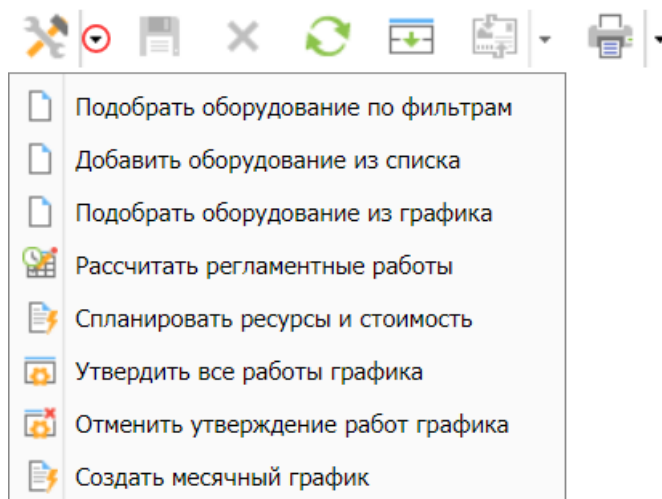 Подобрать оборудование по фильтрам
Добавить оборудование из списка
Подобрать оборудование из графика
Рассчитать регламентные работы
Спланировать ресурсы и стоимость
Утвердить все работы графика
Отменить утверждение работ графика
Создать месячный график